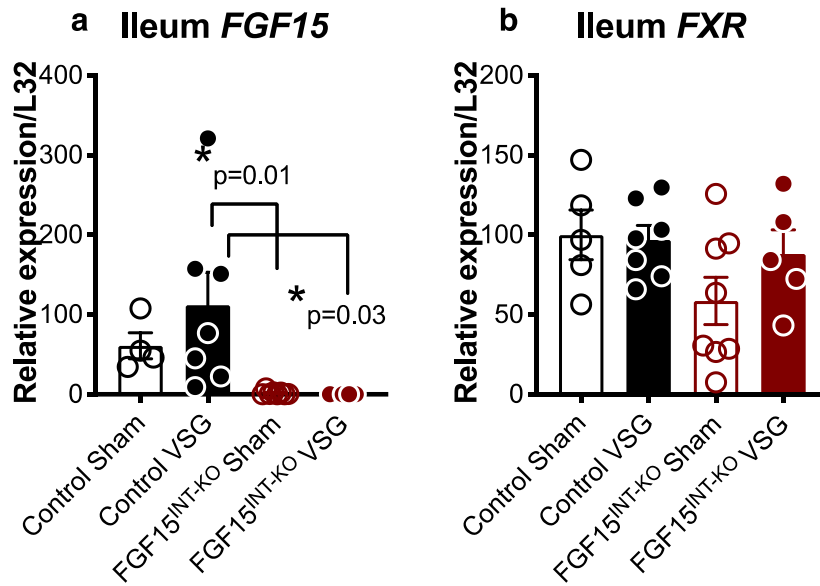 a Ileum FGF15
Relative expression/L32
400
300
200
100
0
*
p=0.01
*
p=0.03
Control Sham
Control VSG
FGF15INT-KO Sham
FGF15INT-KO VSG
b Ileum FXR
Relative expression/L32
200
150
100
50
0
Control Sham
Control VSG
FGF15INT-KO Sham
FGF15INT-KO VSG